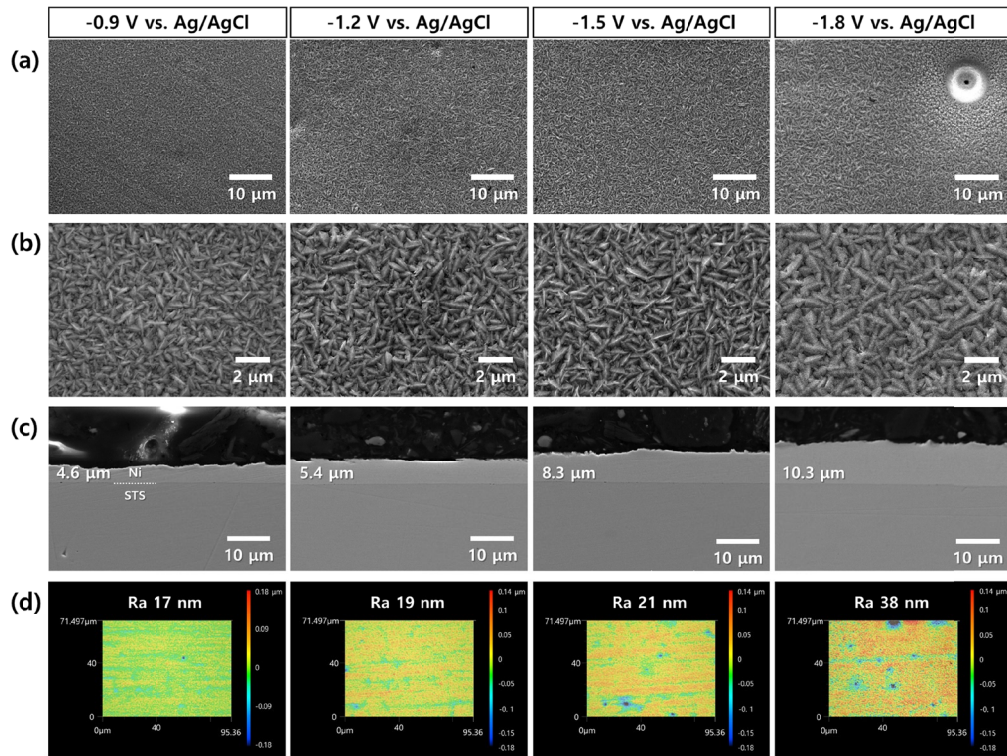 -0.9 V vs. Ag/AgCl -1.2 V vs. Ag/AgCl -1.5 V vs. Ag/AgCl -1.8 V vs. Ag/AgCl
(a)
10 μm 10 μm 10 μm 10 μm
(b)
2 μm 2 μm 2 μm 2 μm
(c)
4.6 μm Ni 5.4 μm 8.3 μm 10.3 μm
STS
10 μm 10 μm 10 μm 10 μm
(d)
Ra 17 nm 0.18 μm Ra 19 nm 0.14 μm Ra 21 nm 0.14 μm Ra 38 nm 0.14 μm
71.497μm 0.09 71.497μm 0.1 71.497μm 0.1 71.497μm 0.1
0.05 0.05 0.05
40 0 40 0 40 0 40 0
-0.05 -0.05 -0.05
-0.09 -0.1 -0.1 -0.1
0 0 0 0
0μm 40 95.36 -0.18 0μm 40 95.36 -0.18 0μm 40 95.36 -0.18 0μm 40 95.36 -0.18